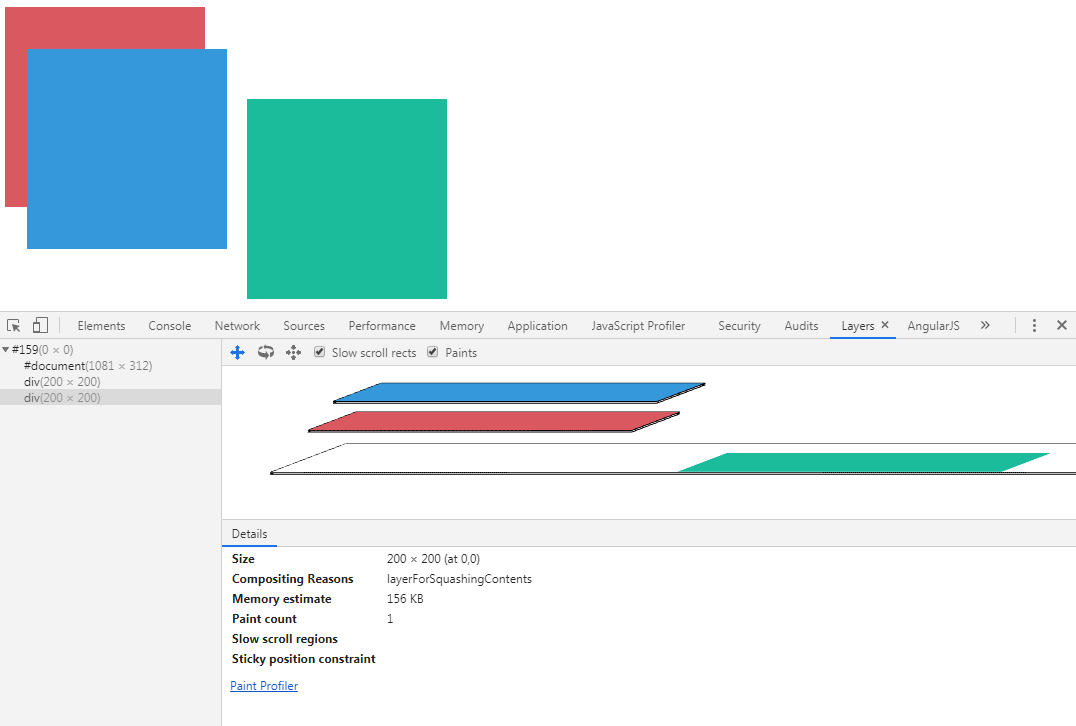 Elements Console Network Sources Performance Memory Application JavaScript Profiler Security Audits Layers × AngularJS »
#159(0 × 0)
#document(1081 × 312)
div(200 × 200)
div(200 × 200)
Slow scroll rects Paints
Details
Size 200 × 200 (at 0,0)
Compositing Reasons layerForSquashingContents
Memory estimate 156 KB
Paint count 1
Slow scroll regions
Sticky position constraint
Paint Profiler